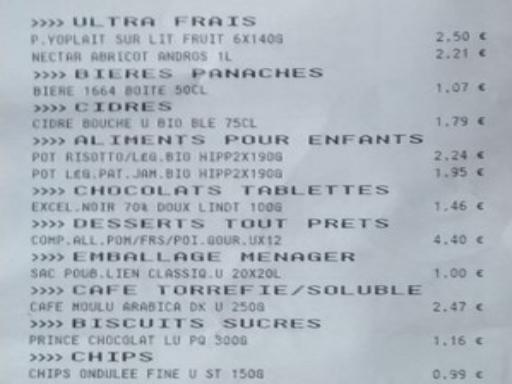 >>>> ULTRA FRAIS
P.YOPLAIT SUR LIT FRUIT 6X140G 2.50 €
NECTAR ABRICOT ANDROS 1L 2.21 €
>>>> BIERES PANACHES
BIERE 1664 BOITE 50CL 1.07 €
>>>> CIDRES
CIDRE BOUCHE U BIO BLE 75CL 1.79 €
>>>> ALIMENTS POUR ENFANTS
POT RISOTTO/LEG.BIO HIPP2X190G 2.24 €
POT LEG.PAT.JAM.BIO HIPP2X190G 1.95 €
>>>> CHOCOLATS TABLETTES
EXCEL.NOIR 70% DOUX LINDT 100G 1.46 €
>>>> DESSERTS TOUT PRETS
COMP.ALL.POM/FRS/POI.GOUR.UX12 4.40 €
>>>> EMBALLAGE MENAGER
SAC POUB.LIEN CLASSIQ.U 20X20L 1.00 €
>>>> CAFE TORREFIE/SOLUBLE
CAFE MOULU ARABICA DK U 250G 2.47 €
>>>> BISCUITS SUCRES
PRINCE CHOCOLAT LU PQ 300G 1.16 €
>>>> CHIPS
CHIPS ONDULEE FINE U ST 150G 0.99 €